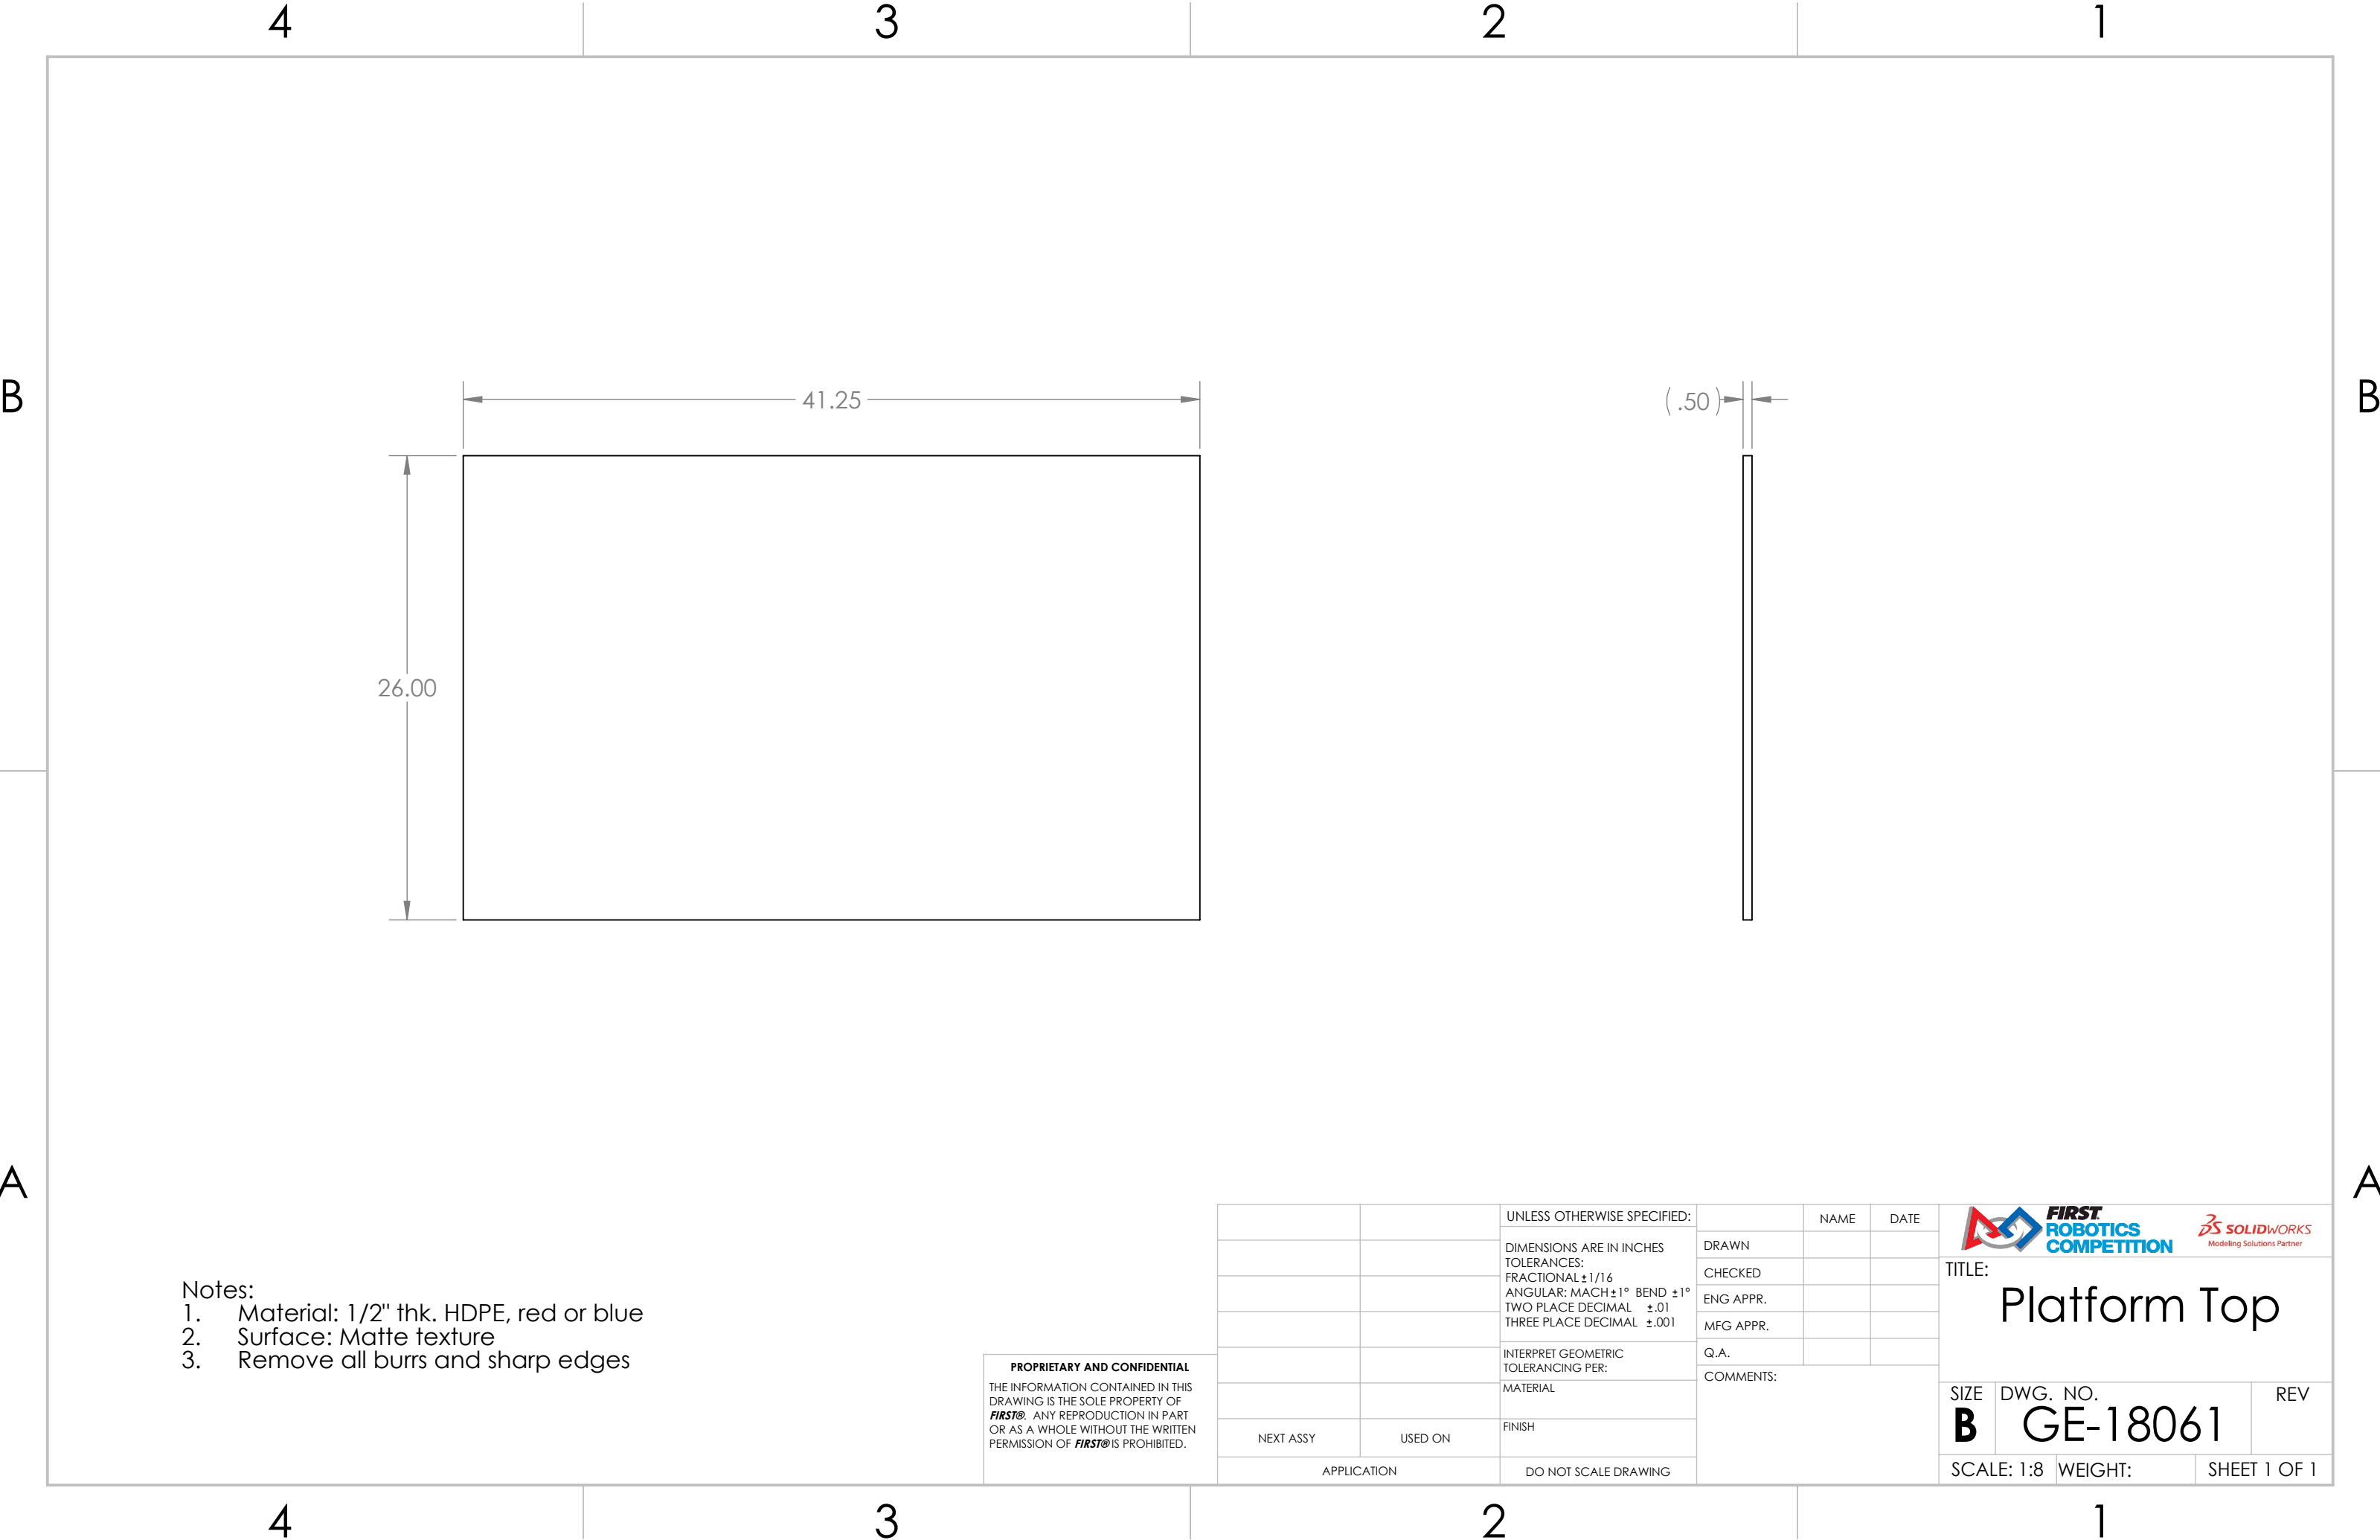 4 3 2 1
B B
41.25
( .50 )
26.00
A A
Notes:
1. Material: 1/2" thk. HDPE, red or blue
2. Surface: Matte texture
3. Remove all burrs and sharp edges
PROPRIETARY AND CONFIDENTIAL
THE INFORMATION CONTAINED IN THIS
DRAWING IS THE SOLE PROPERTY OF
FIRST®. ANY REPRODUCTION IN PART
OR AS A WHOLE WITHOUT THE WRITTEN
PERMISSION OF FIRST® IS PROHIBITED.
NEXT ASSY USED ON
APPLICATION
UNLESS OTHERWISE SPECIFIED:
DIMENSIONS ARE IN INCHES
TOLERANCES:
FRACTIONAL ±1/16
ANGULAR: MACH ±1° BEND ±1°
TWO PLACE DECIMAL ±.01
THREE PLACE DECIMAL ±.001
INTERPRET GEOMETRIC
TOLERANCING PER:
MATERIAL
FINISH
DO NOT SCALE DRAWING
NAME DATE
DRAWN
CHECKED
ENG APPR.
MFG APPR.
Q.A.
COMMENTS:
FIRST
ROBOTICS
COMPETITION
SOLIDWORKS
Modeling Solutions Partner
TITLE:
Platform Top
SIZE DWG. NO. REV
B GE-18061
SCALE: 1:8 WEIGHT: SHEET 1 OF 1
4 3 2 1